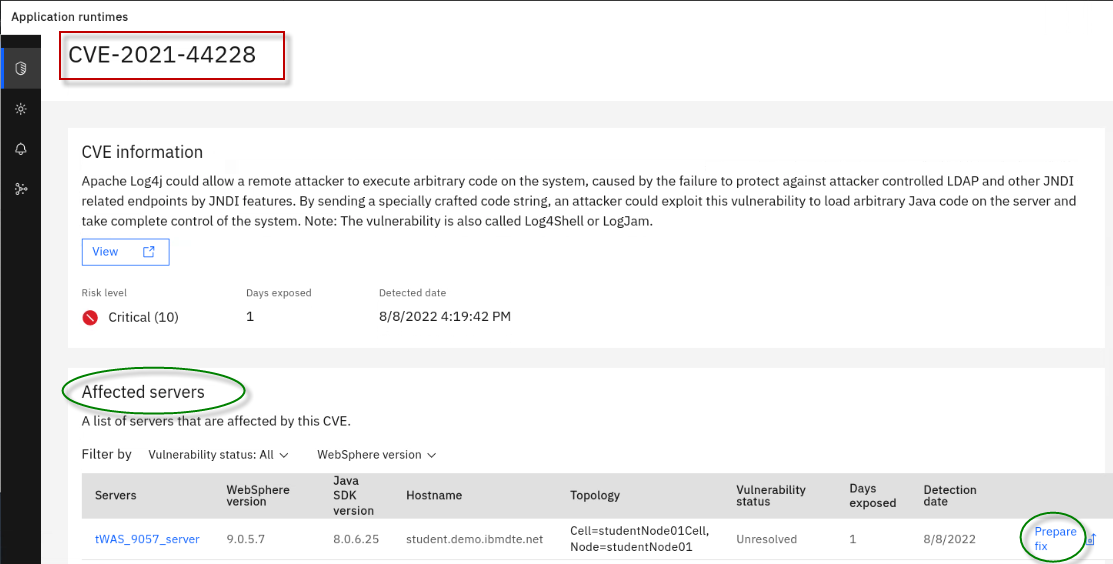 Application runtimes
CVE-2021-44228
CVE information
Apache Log4j could allow a remote attacker to execute arbitrary code on the system, caused by the failure to protect against attacker controlled LDAP and other JNDI
related endpoints by JNDI features. By sending a specially crafted code string, an attacker could exploit this vulnerability to load arbitrary Java code on the server and
take complete control of the system. Note: The vulnerability is also called Log4Shell or LogJam.
View
Risk level Days exposed Detected date
Critical (10) 1 8/8/2022 4:19:42 PM
Affected servers
A list of servers that are affected by this CVE.
Filter by Vulnerability status: All WebSphere version
Servers WebSphere version Java SDK version Hostname Topology Vulnerability status Days exposed Detection date
tWAS_9057_server 9.0.5.7 8.0.6.25 student.demo.ibmdte.net Cell=studentNode01Cell, Node=studentNode01 Unresolved 1 8/8/2022 Prepare fix